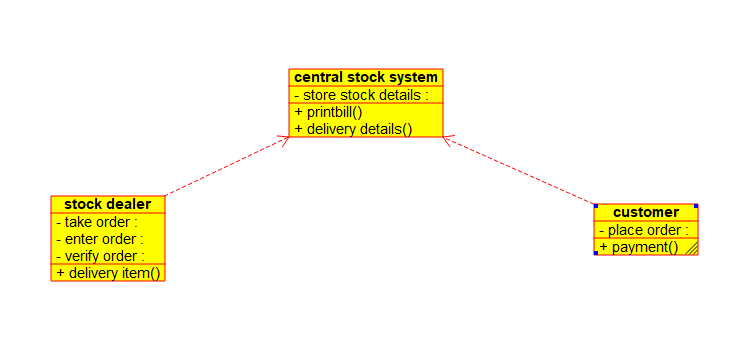 central stock system
- store stock details :
+ printbill()
+ delivery details()
stock dealer
- take order :
- enter order :
- verify order :
+ delivery item()
customer
- place order :
+ payment()